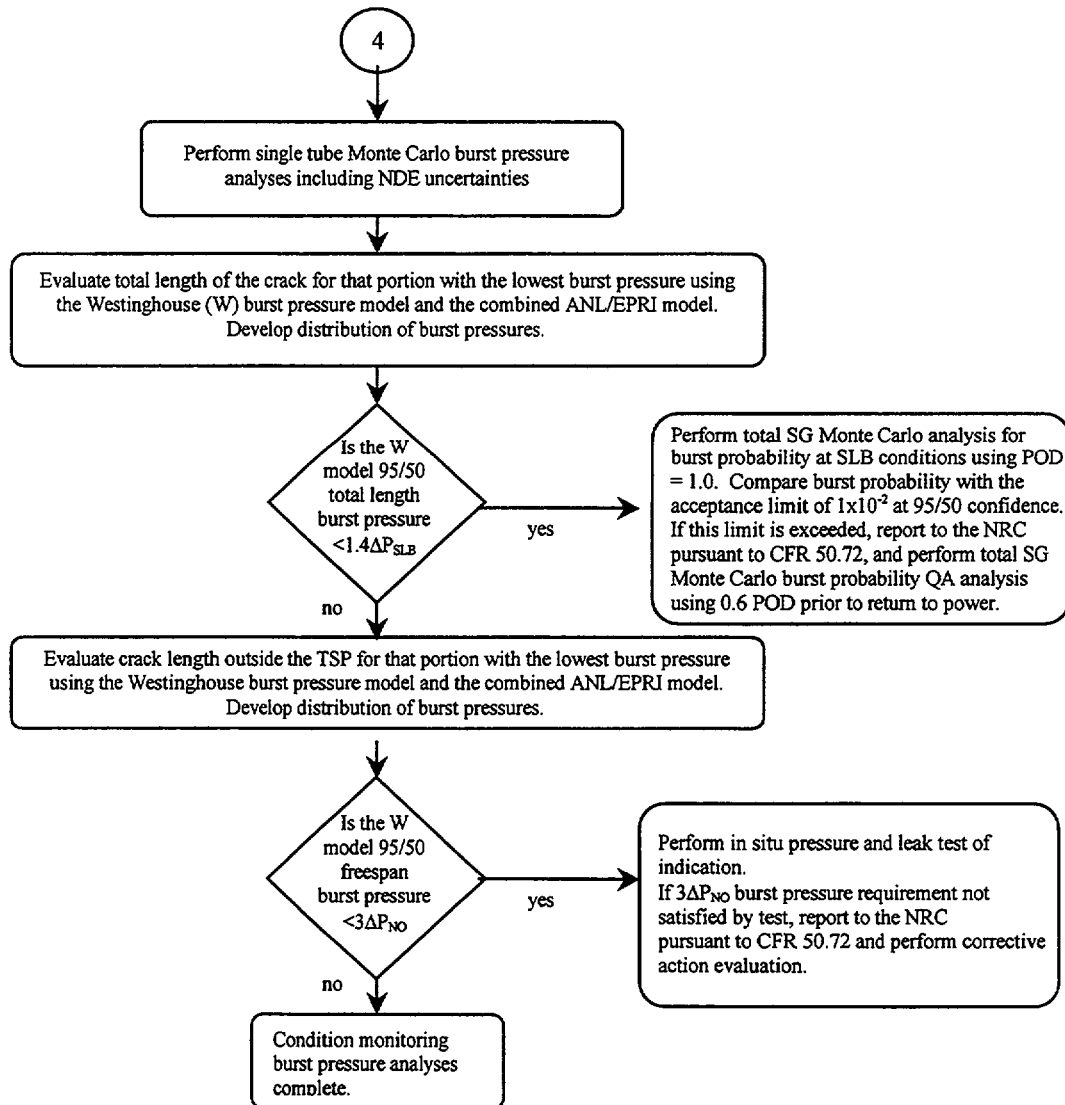 4
Perform single tube Monte Carlo burst pressure
analyses including NDE uncertainties
Evaluate total length of the crack for that portion with the lowest burst pressure using
the Westinghouse (W) burst pressure model and the combined ANL/EPRI model.
Develop distribution of burst pressures.
Is the W
model 95/50
total length
burst pressure
<1.4ΔP_SLB
yes
Perform total SG Monte Carlo analysis for
burst probability at SLB conditions using POD
= 1.0. Compare burst probability with the
acceptance limit of 1x10⁻² at 95/50 confidence.
If this limit is exceeded, report to the NRC
pursuant to CFR 50.72, and perform total SG
Monte Carlo burst probability QA analysis
using 0.6 POD prior to return to power.
no
Evaluate crack length outside the TSP for that portion with the lowest burst pressure
using the Westinghouse burst pressure model and the combined ANL/EPRI model.
Develop distribution of burst pressures.
Is the W
model 95/50
freespan
burst pressure
<3ΔP_NO
yes
Perform in situ pressure and leak test of
indication.
If 3ΔP_NO burst pressure requirement not
satisfied by test, report to the NRC
pursuant to CFR 50.72 and perform corrective
action evaluation.
no
Condition monitoring
burst pressure analyses
complete.